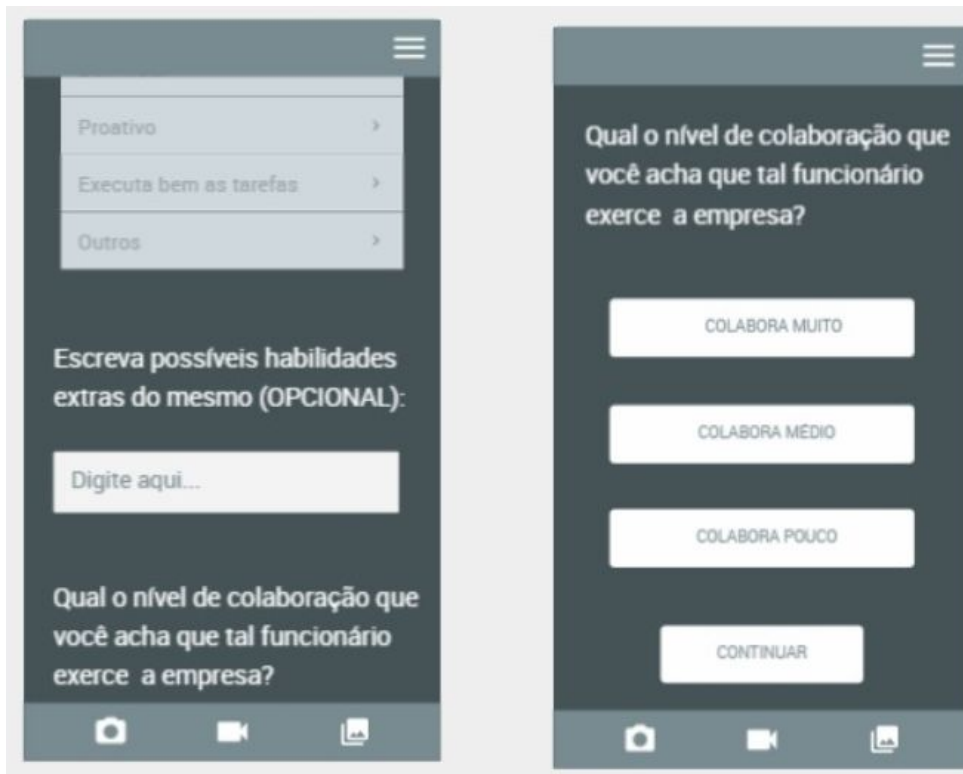 Proativo
Executa bem as tarefas
Outros
Escreva possíveis habilidades
extras do mesmo (OPCIONAL):
Digite aqui...
Qual o nível de colaboração que
você acha que tal funcionário
exerce  a empresa?
Qual o nível de colaboração que
você acha que tal funcionário
exerce  a empresa?
COLABORA MUITO
COLABORA MÉDIO
COLABORA POUCO
CONTINUAR